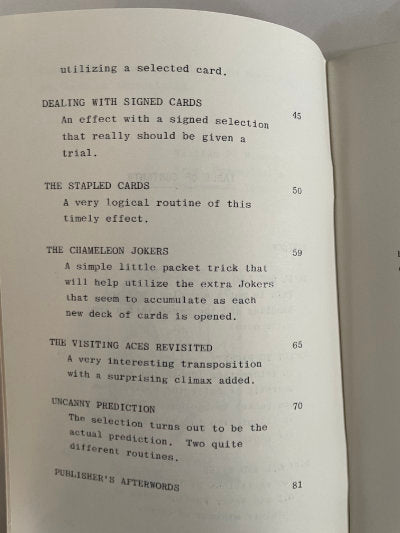 utilizing a selected card.
DEALING WITH SIGNED CARDS 45
An effect with a signed selection
that really should be given a
trial.
THE STAPLED CARDS 50
A very logical routine of this
timely effect.
THE CHAMELEON JOKERS 59
A simple little packet trick that
will help utilize the extra Jokers
that seem to accumulate as each
new deck of cards is opened.
THE VISITING ACES REVISITED 65
A very interesting transposition
with a surprising climax added.
UNCANNY PREDICTION 70
The selection turns out to be the
actual prediction. Two quite
different routines.
PUBLISHER'S AFTERWORDS 81